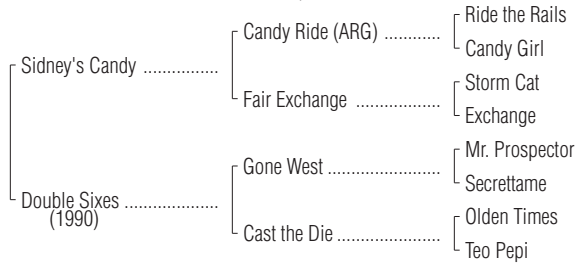 Ride the Rails
Candy Ride (ARG) ............
Candy Girl
Sidney's Candy ................
Storm Cat
Fair Exchange ..................
Exchange
Mr. Prospector
Gone West ........................
Secrettame
Double Sixes ....................
(1990)
Olden Times
Cast the Die ......................
Teo Pepi